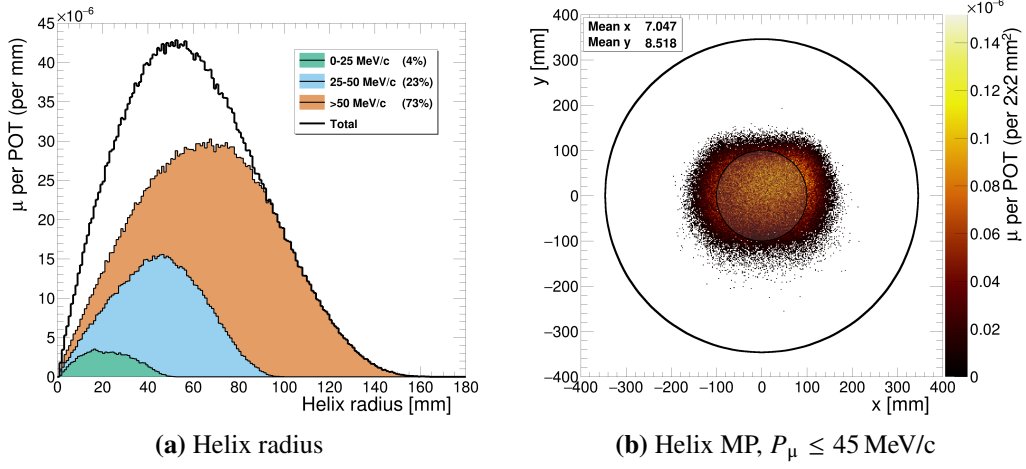 45×10⁻⁶
40
35
30
25
20
15
10
5
0
μ per POT (per mm)
0-25 MeV/c (4%)
25-50 MeV/c (23%)
>50 MeV/c (73%)
Total
0 20 40 60 80 100 120 140 160 180
Helix radius [mm]
(a) Helix radius
Mean x 7.047
Mean y 8.518
400
300
200
100
0
−100
−200
−300
−400
y [mm]
−400 −300 −200 −100 0 100 200 300 400
x [mm]
×10⁻⁶
0.14
0.12
0.1
0.08
0.06
0.04
0.02
0
μ per POT (per 2x2mm²)
(b) Helix MP, Pμ ≤ 45 MeV/c